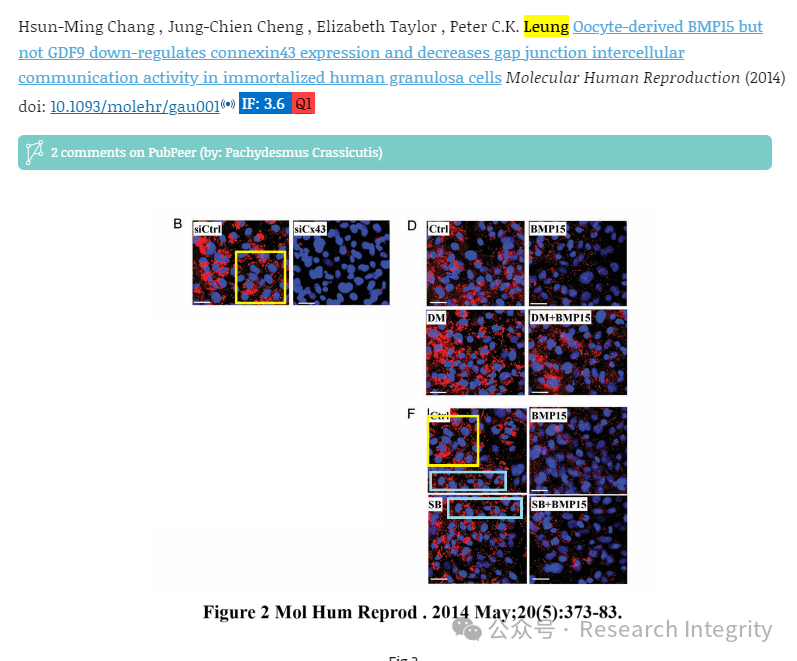 Hsun-Ming Chang , Jung-Chien Cheng , Elizabeth Taylor , Peter C.K. Leung Oocyte-derived BMP15 but
not GDF9 down-regulates connexin43 expression and decreases gap junction intercellular
communication activity in immortalized human granulosa cells Molecular Human Reproduction (2014)
doi: 10.1093/molehr/gau001 IF: 3.6 Q1
2 comments on PubPeer (by: Pachydesmus Crassicutis)
B siCtrl siCx43 D Ctrl BMP15
DM DM+BMP15
F Ctrl BMP15
SB SB+BMP15
Figure 2 Mol Hum Reprod . 2014 May;20(5):373-83.
公众号 · Research Integrity